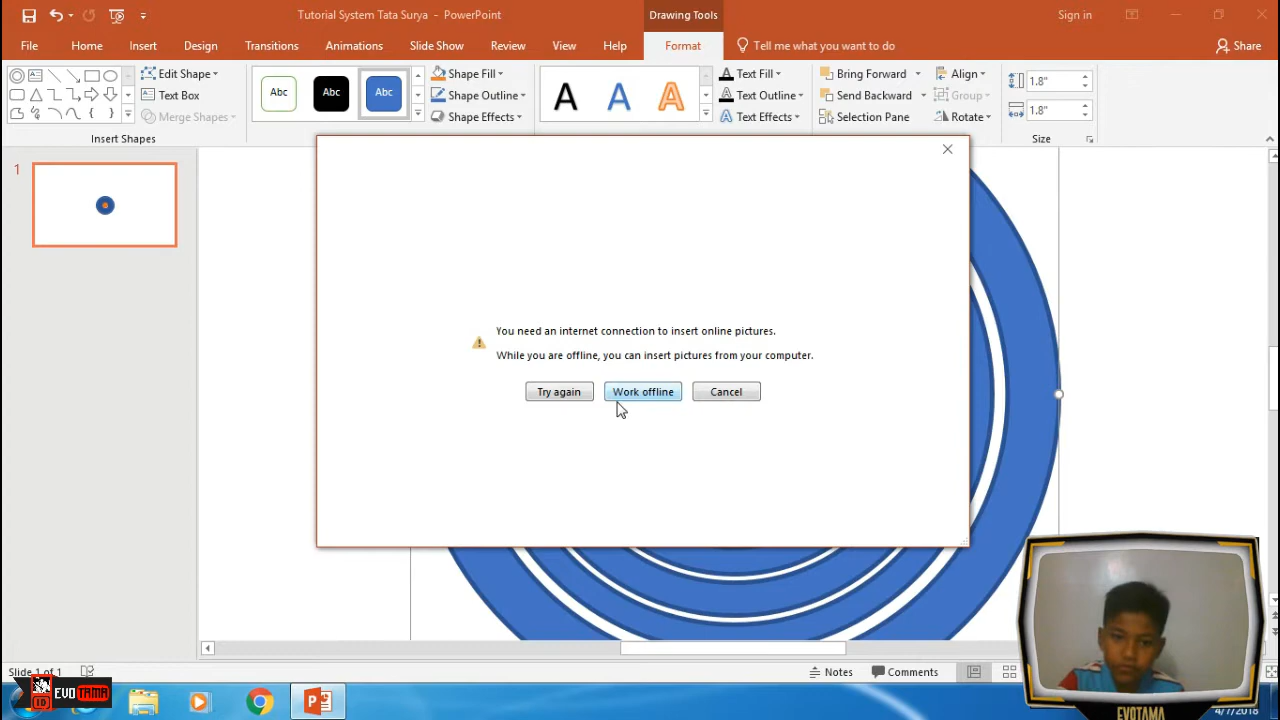 Tutorial System Tata Surya - PowerPoint
Drawing Tools
Sign in
File
Home
Insert
Design
Transitions
Animations
Slide Show
Review
View
Help
Format
Tell me what you want to do
Share
Edit Shape
Text Box
Merge Shapes
Insert Shapes
Abc
Abc
Abc
Shape Fill
Shape Outline
Shape Effects
A A A
Text Fill
Text Outline
Text Effects
Bring Forward
Send Backward
Selection Pane
Align
Group
Rotate
1.8"
1.8"
Size
1
You need an internet connection to insert online pictures.
While you are offline, you can insert pictures from your computer.
Try again
Work offline
Cancel
Slide 1 of 1
Notes
Comments
EVOTAMA
ID
EVOTAMA
4/7/2018